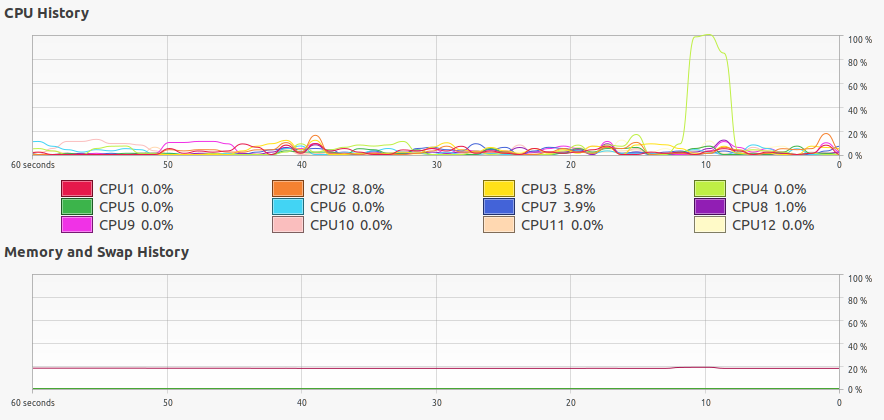 CPU History
100 %
80 %
60 %
40 %
20 %
0 %
60 seconds 50 40 30 20 10 0
CPU1 0.0% CPU2 8.0% CPU3 5.8% CPU4 0.0%
CPU5 0.0% CPU6 0.0% CPU7 3.9% CPU8 1.0%
CPU9 0.0% CPU10 0.0% CPU11 0.0% CPU12 0.0%
Memory and Swap History
100 %
80 %
60 %
40 %
20 %
0 %
60 seconds 50 40 30 20 10 0